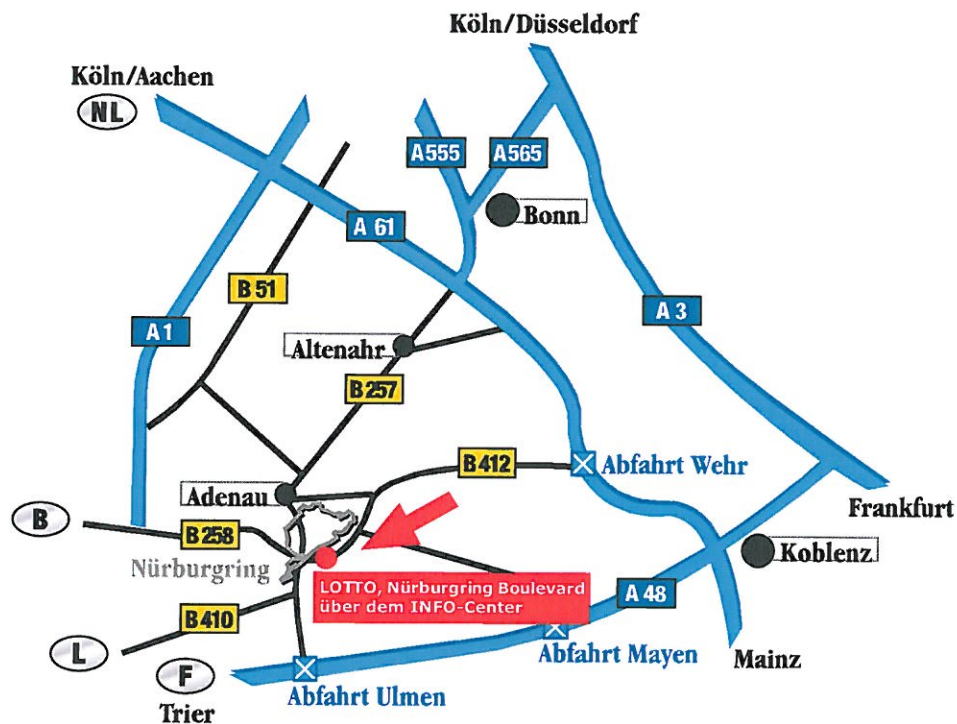 Köln/Düsseldorf
Köln/Aachen
NL
A555
A565
Bonn
A 61
B 51
A 3
A 1
Altenahr
B 257
B 412
Abfahrt Wehr
Adenau
Frankfurt
B
B 258
Koblenz
Nürburgring
LOTTO, Nürburgring Boulevard
über dem INFO-Center
A 48
B 410
L
Abfahrt Mayen
Mainz
F
Abfahrt Ulmen
Trier